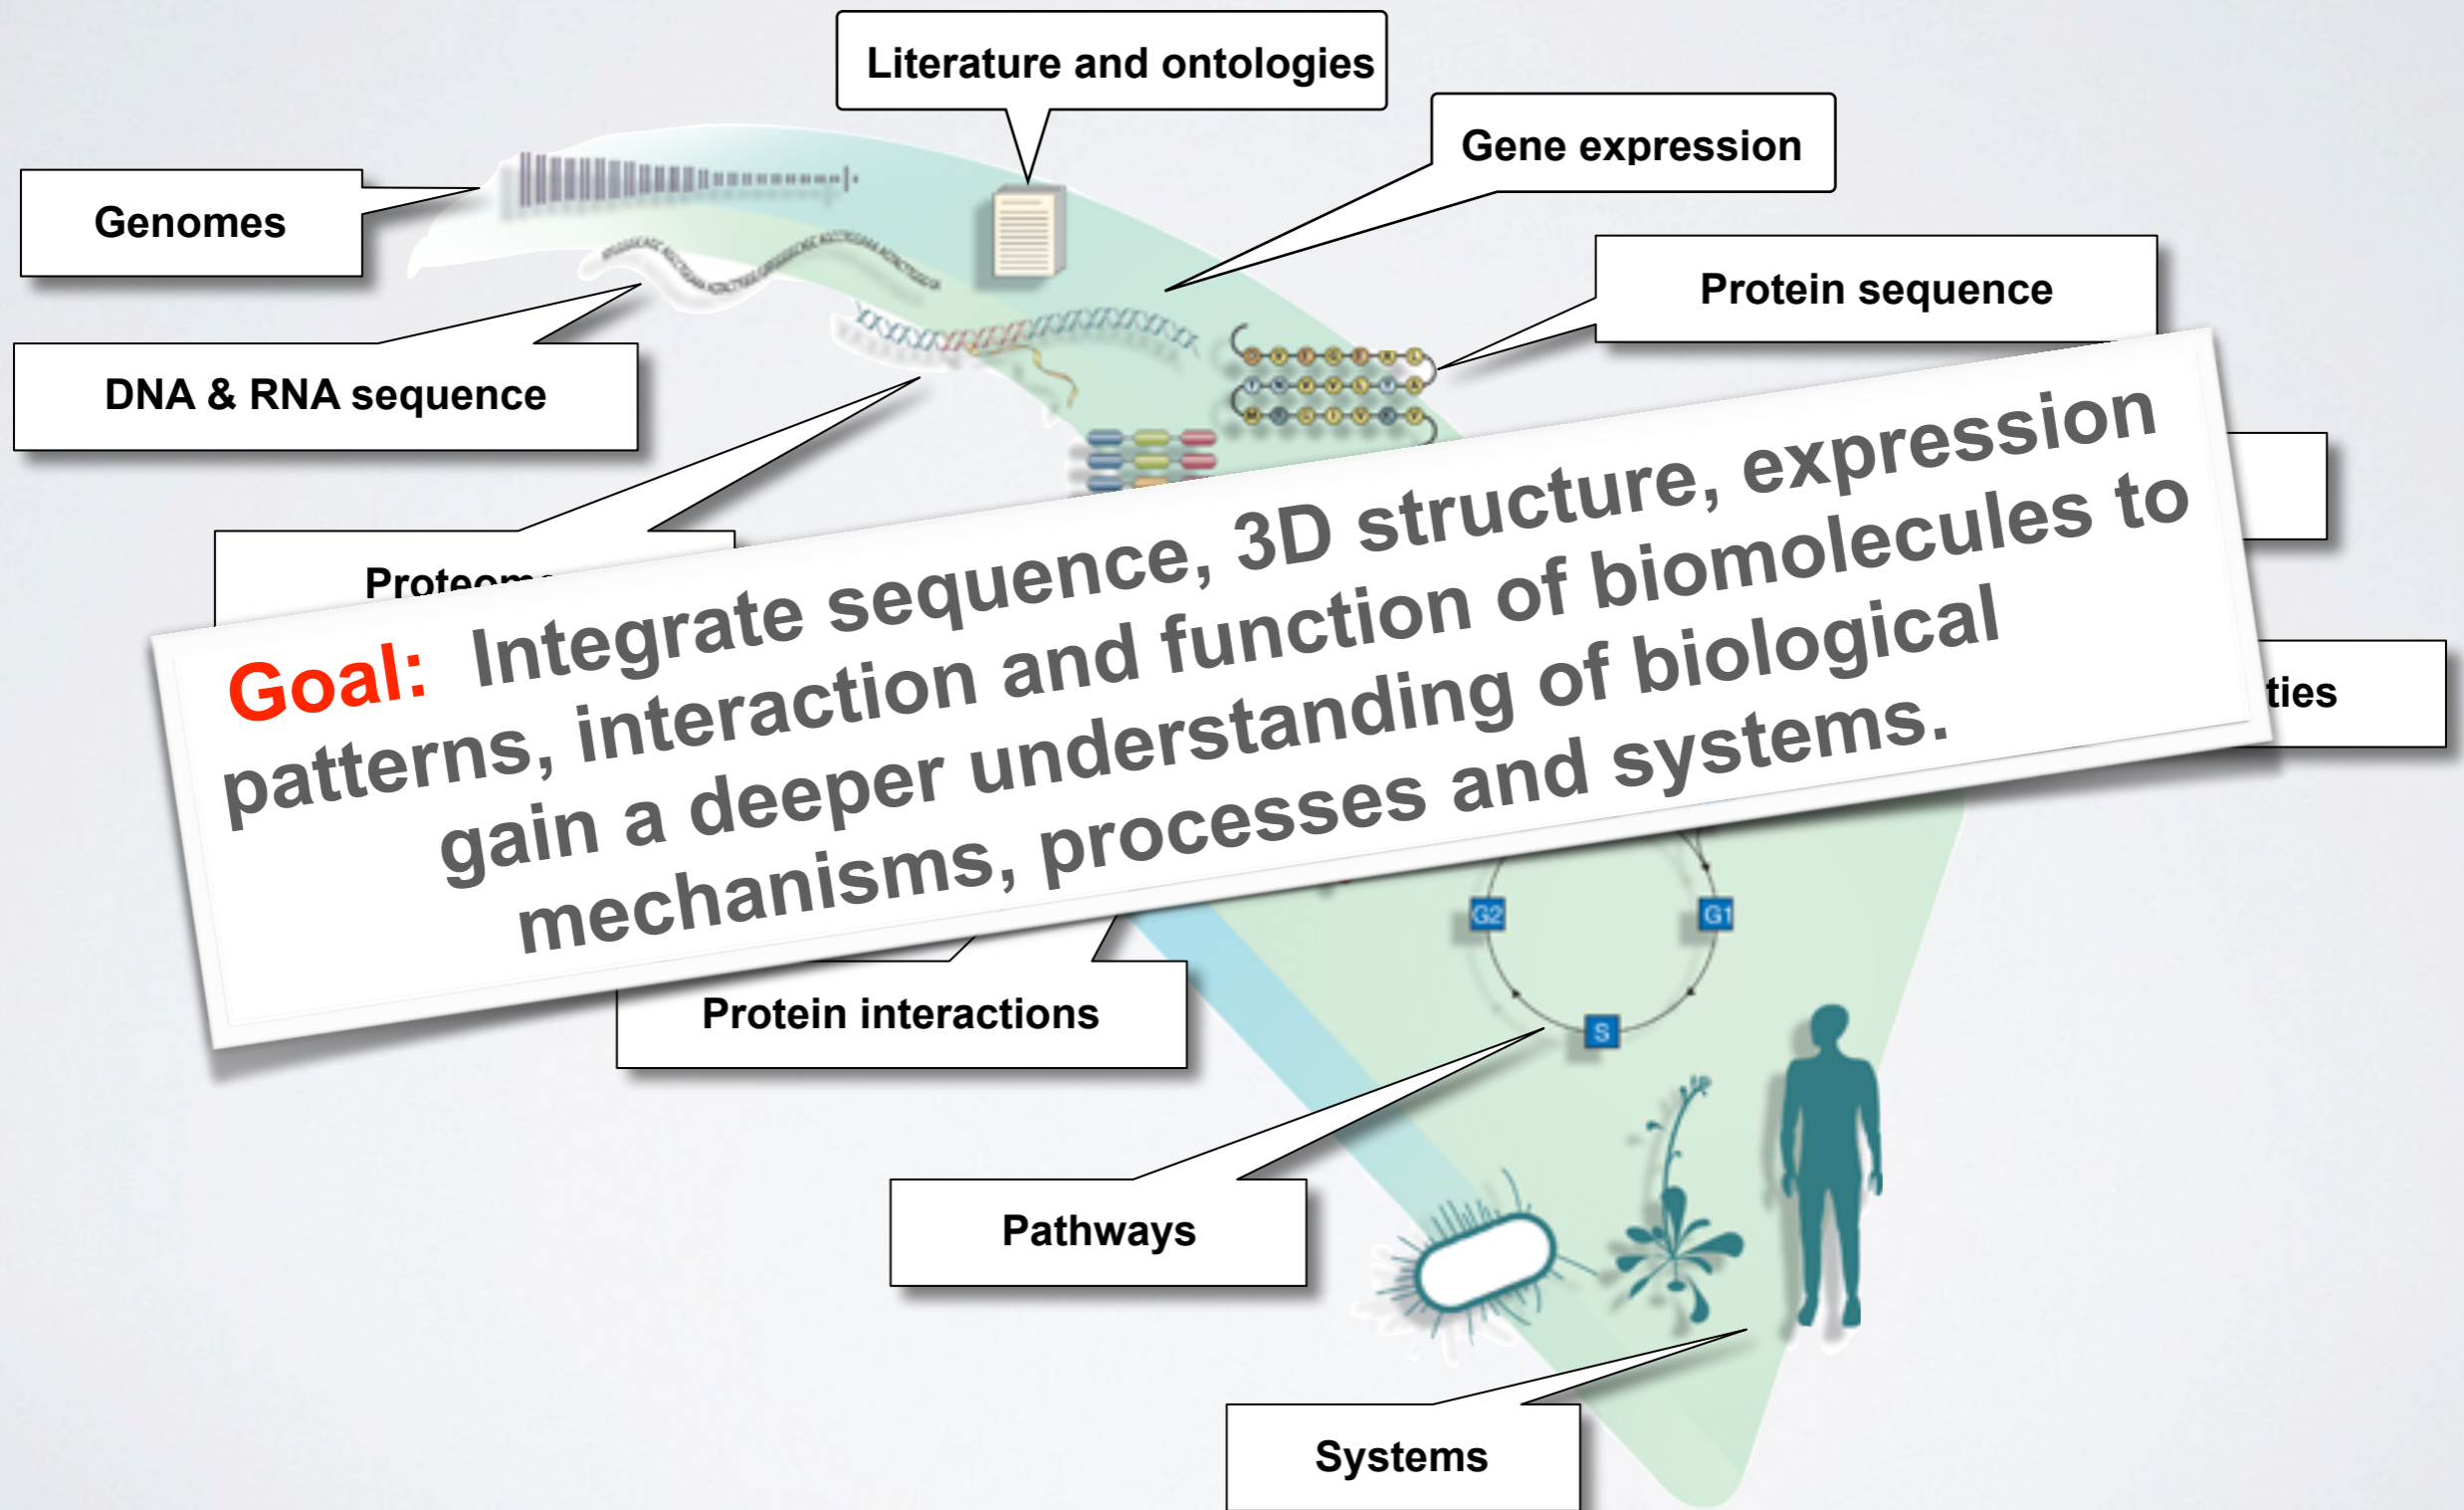 Literature and ontologies
Gene expression
Genomes
Protein sequence
DNA & RNA sequence
Goal: Integrate sequence, 3D structure, expression
patterns, interaction and function of biomolecules to
gain a deeper understanding of biological
mechanisms, processes and systems.
ties
G2
G1
S
Protein interactions
Pathways
Systems